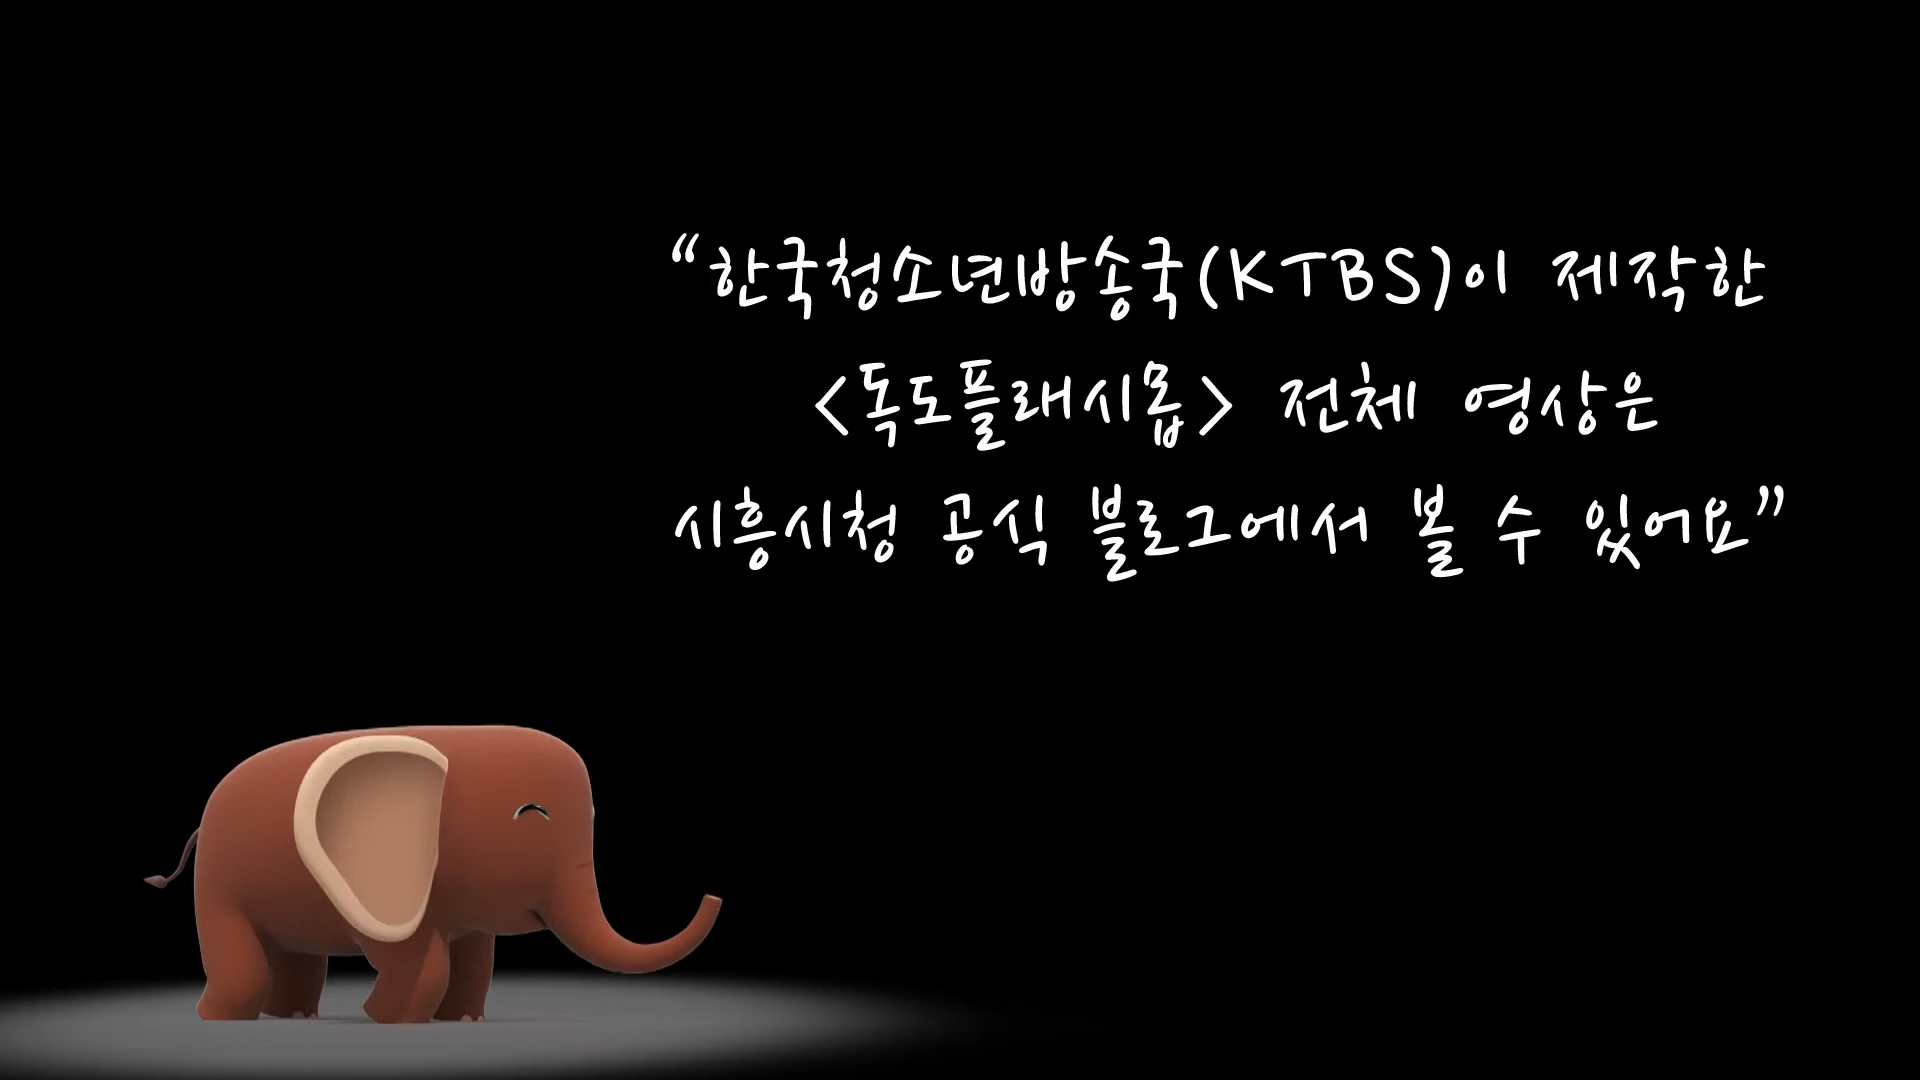 “한국청소년방송국(KTBS)이 제작한
<독도플래시몹> 전체 영상은
시흥시청 공식 블로그에서 볼 수 있어요”